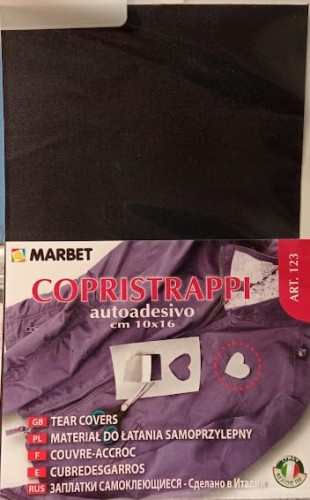 MARBET
COPRISTRAPPI
autoadesivo
cm 10x16
ART. 123
GB TEAR COVERS
PL MATERIAŁ DO ŁATANIA SAMOPRZYLEPNY
F COUVRE-ACCROC
E CUBREDESGARROS
RUS ЗАПЛАТКИ САМОКЛЕЮЩИЕСЯ - Сделано в Италии